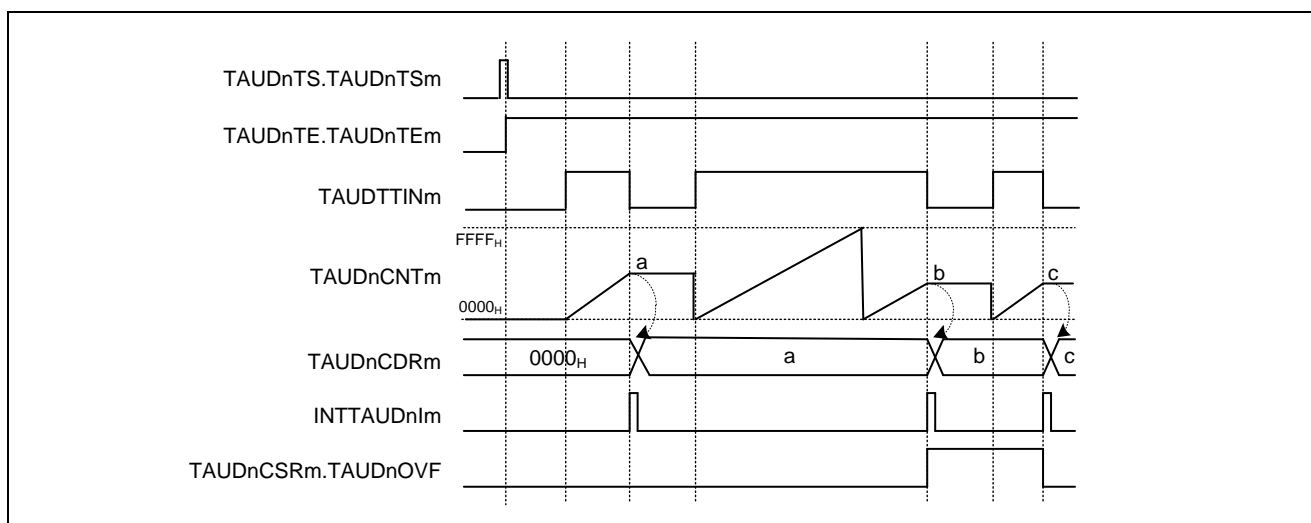 TAUDnTS.TAUDnTSm
TAUDnTE.TAUDnTEm
TAUDTTINm
FFFFH
TAUDnCNTm
a
b
c
0000H
TAUDnCDRm
0000H
a
b
c
INTTAUDnIm
TAUDnCSRm.TAUDnOVF